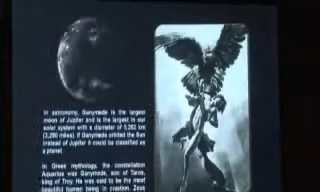 In astronomy, Ganymede is the largest
moon of Jupiter and is the largest in our
solar system with a diameter of 5,262 km
(3,280 miles). If Ganymede orbited the Sun
instead of Jupiter it could be classified as
a planet.
In Greek mythology, the constellation
Aquarius was Ganymede, son of Taros,
king of Troy. He was said to be the most
beautiful human being in creation. Zeus